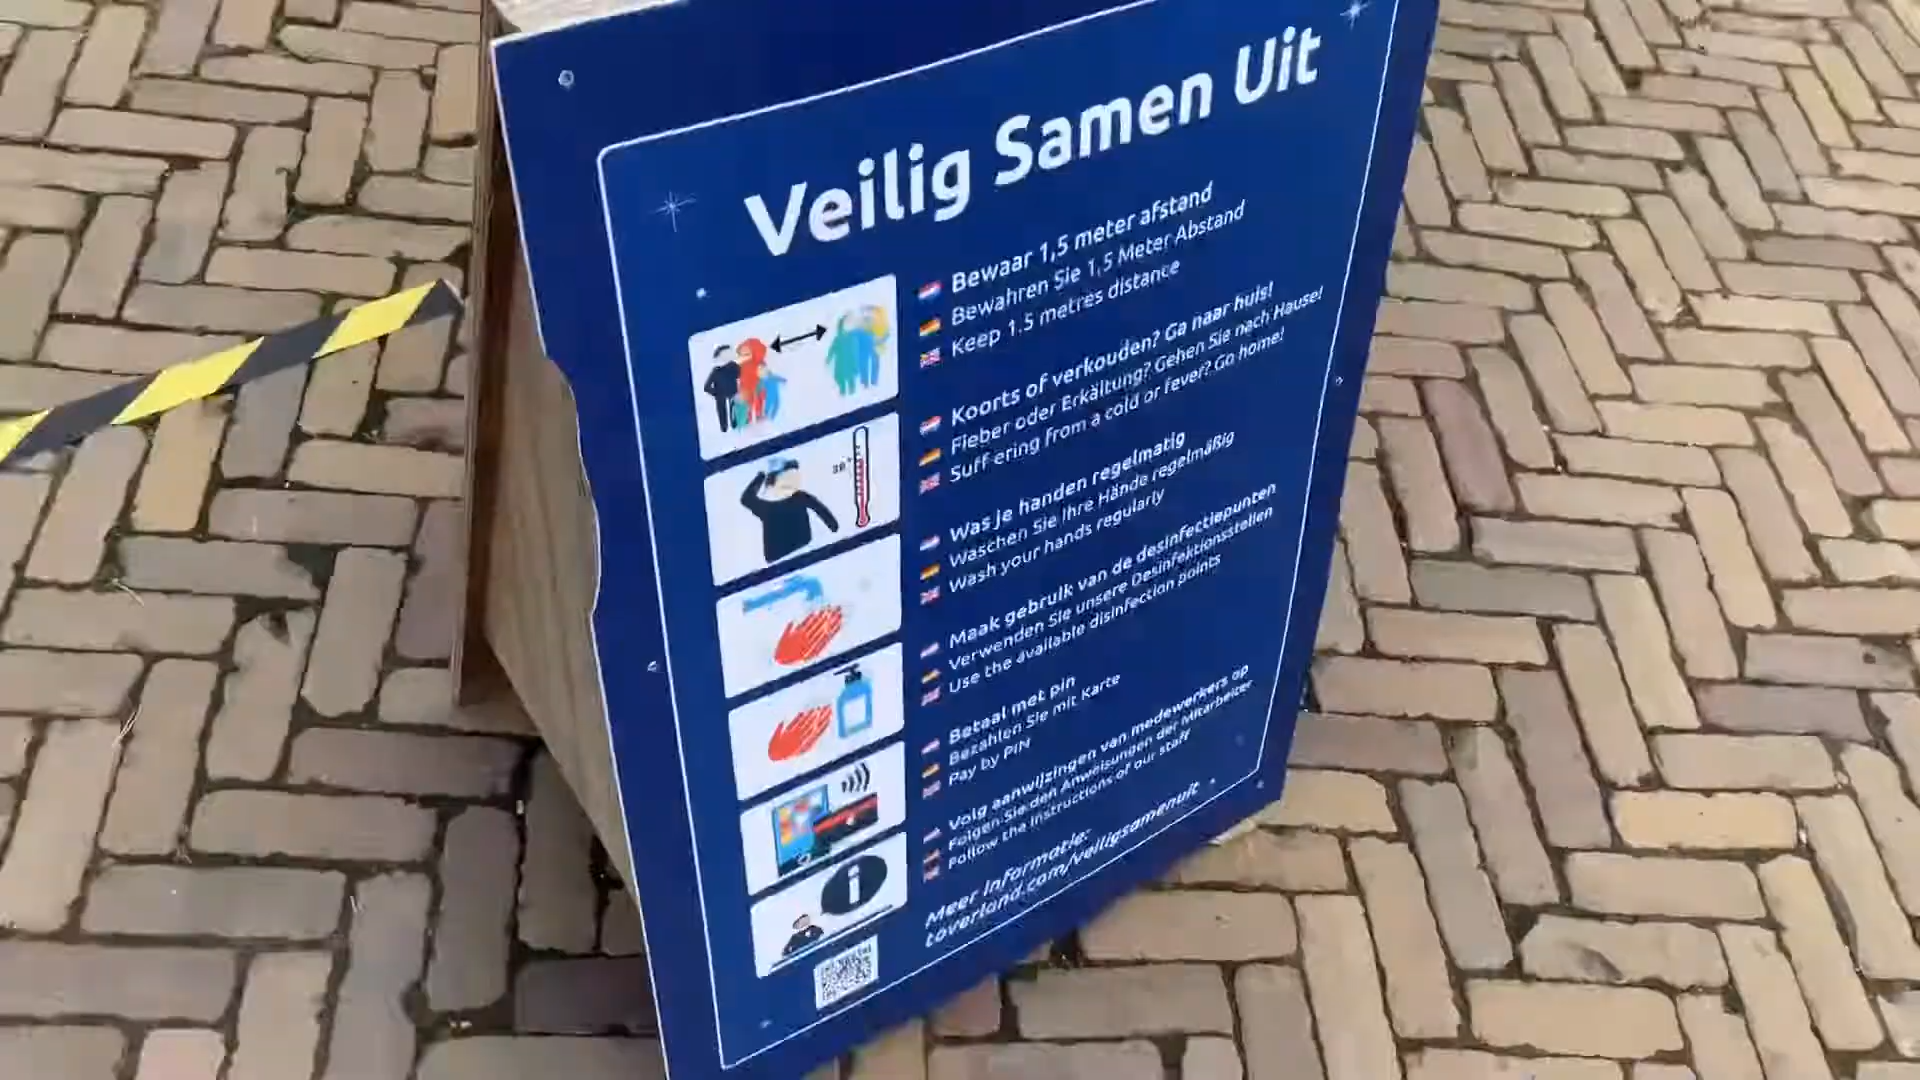 Veilig Samen Uit
Bewaar 1,5 meter afstand
Bewahren Sie 1,5 Meter Abstand
Keep 1.5 metres distance
Koorts of verkouden? Ga naar huis!
Fieber oder Erkältung? Gehen Sie nach Hause!
Suff ering from a cold or fever? Go home!
Was je handen regelmatig
Waschen Sie Ihre Hände regelmäßig
Wash your hands regularly
Maak gebruik van de desinfectiepunten
Verwenden Sie unsere Desinfektionsstellen
Use the available disinfection points
Betaal met pin
Bezahlen Sie mit Karte
Pay by PIN
Volg aanwijzingen van medewerkers op
Folgen Sie den Anweisungen der Mitarbeiter
Follow the instructions of our staff
Meer informatie:
toverland.com/veiligsamenuit